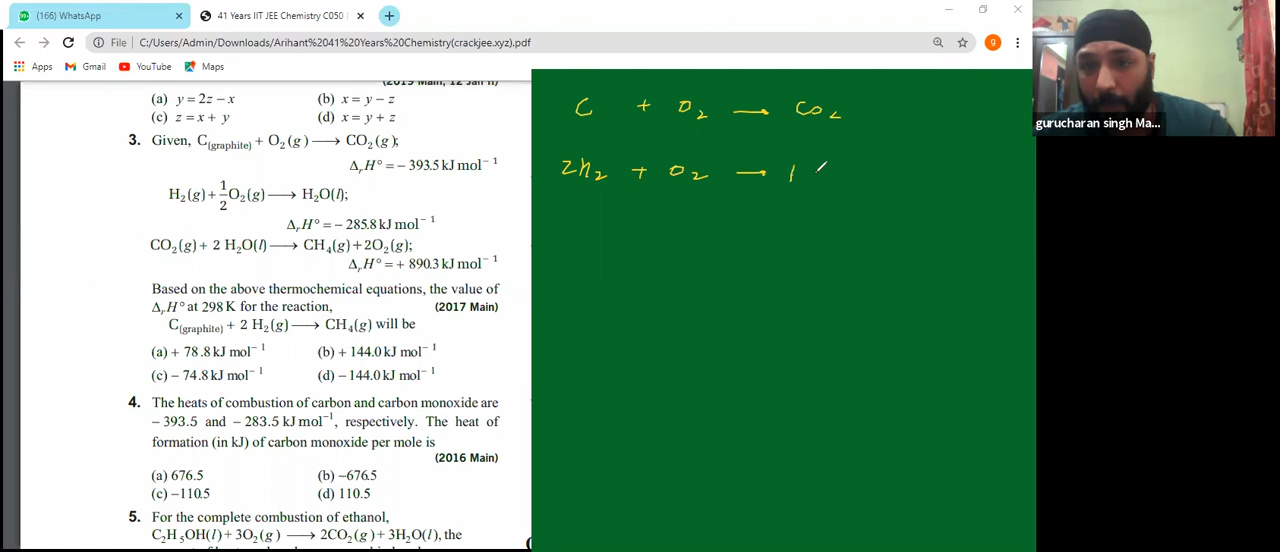 (166) WhatsApp
41 Years IIT JEE Chemistry C050
File C:/Users/Admin/Downloads/Arihant%2041%20Years%20Chemistry(crackjee.xyz).pdf
g
Apps Gmail YouTube Maps
(2019 Main, 12 Jan II)
(a) y = 2z – x (b) x = y – z
(c) z = x + y (d) x = y + z
3. Given, C(graphite) + O₂(g) ⟶ CO₂(g);
ΔᵣH° = – 393.5 kJ mol⁻¹
H₂(g) + 1/2 O₂(g) ⟶ H₂O(l);
ΔᵣH° = – 285.8 kJ mol⁻¹
CO₂(g) + 2 H₂O(l) ⟶ CH₄(g) + 2O₂(g);
ΔᵣH° = + 890.3 kJ mol⁻¹
Based on the above thermochemical equations, the value of
ΔᵣH° at 298 K for the reaction, (2017 Main)
C(graphite) + 2 H₂(g) ⟶ CH₄(g) will be
(a) + 78.8 kJ mol⁻¹ (b) + 144.0 kJ mol⁻¹
(c) – 74.8 kJ mol⁻¹ (d) – 144.0 kJ mol⁻¹
4. The heats of combustion of carbon and carbon monoxide are
– 393.5 and – 283.5 kJ mol⁻¹, respectively. The heat of
formation (in kJ) of carbon monoxide per mole is
(2016 Main)
(a) 676.5 (b) –676.5
(c) –110.5 (d) 110.5
5. For the complete combustion of ethanol,
C₂H₅OH(l) + 3O₂(g) ⟶ 2CO₂(g) + 3H₂O(l), the
C + O₂ ⟶ CO₂
2H₂ + O₂ ⟶
gurucharan singh Ma...